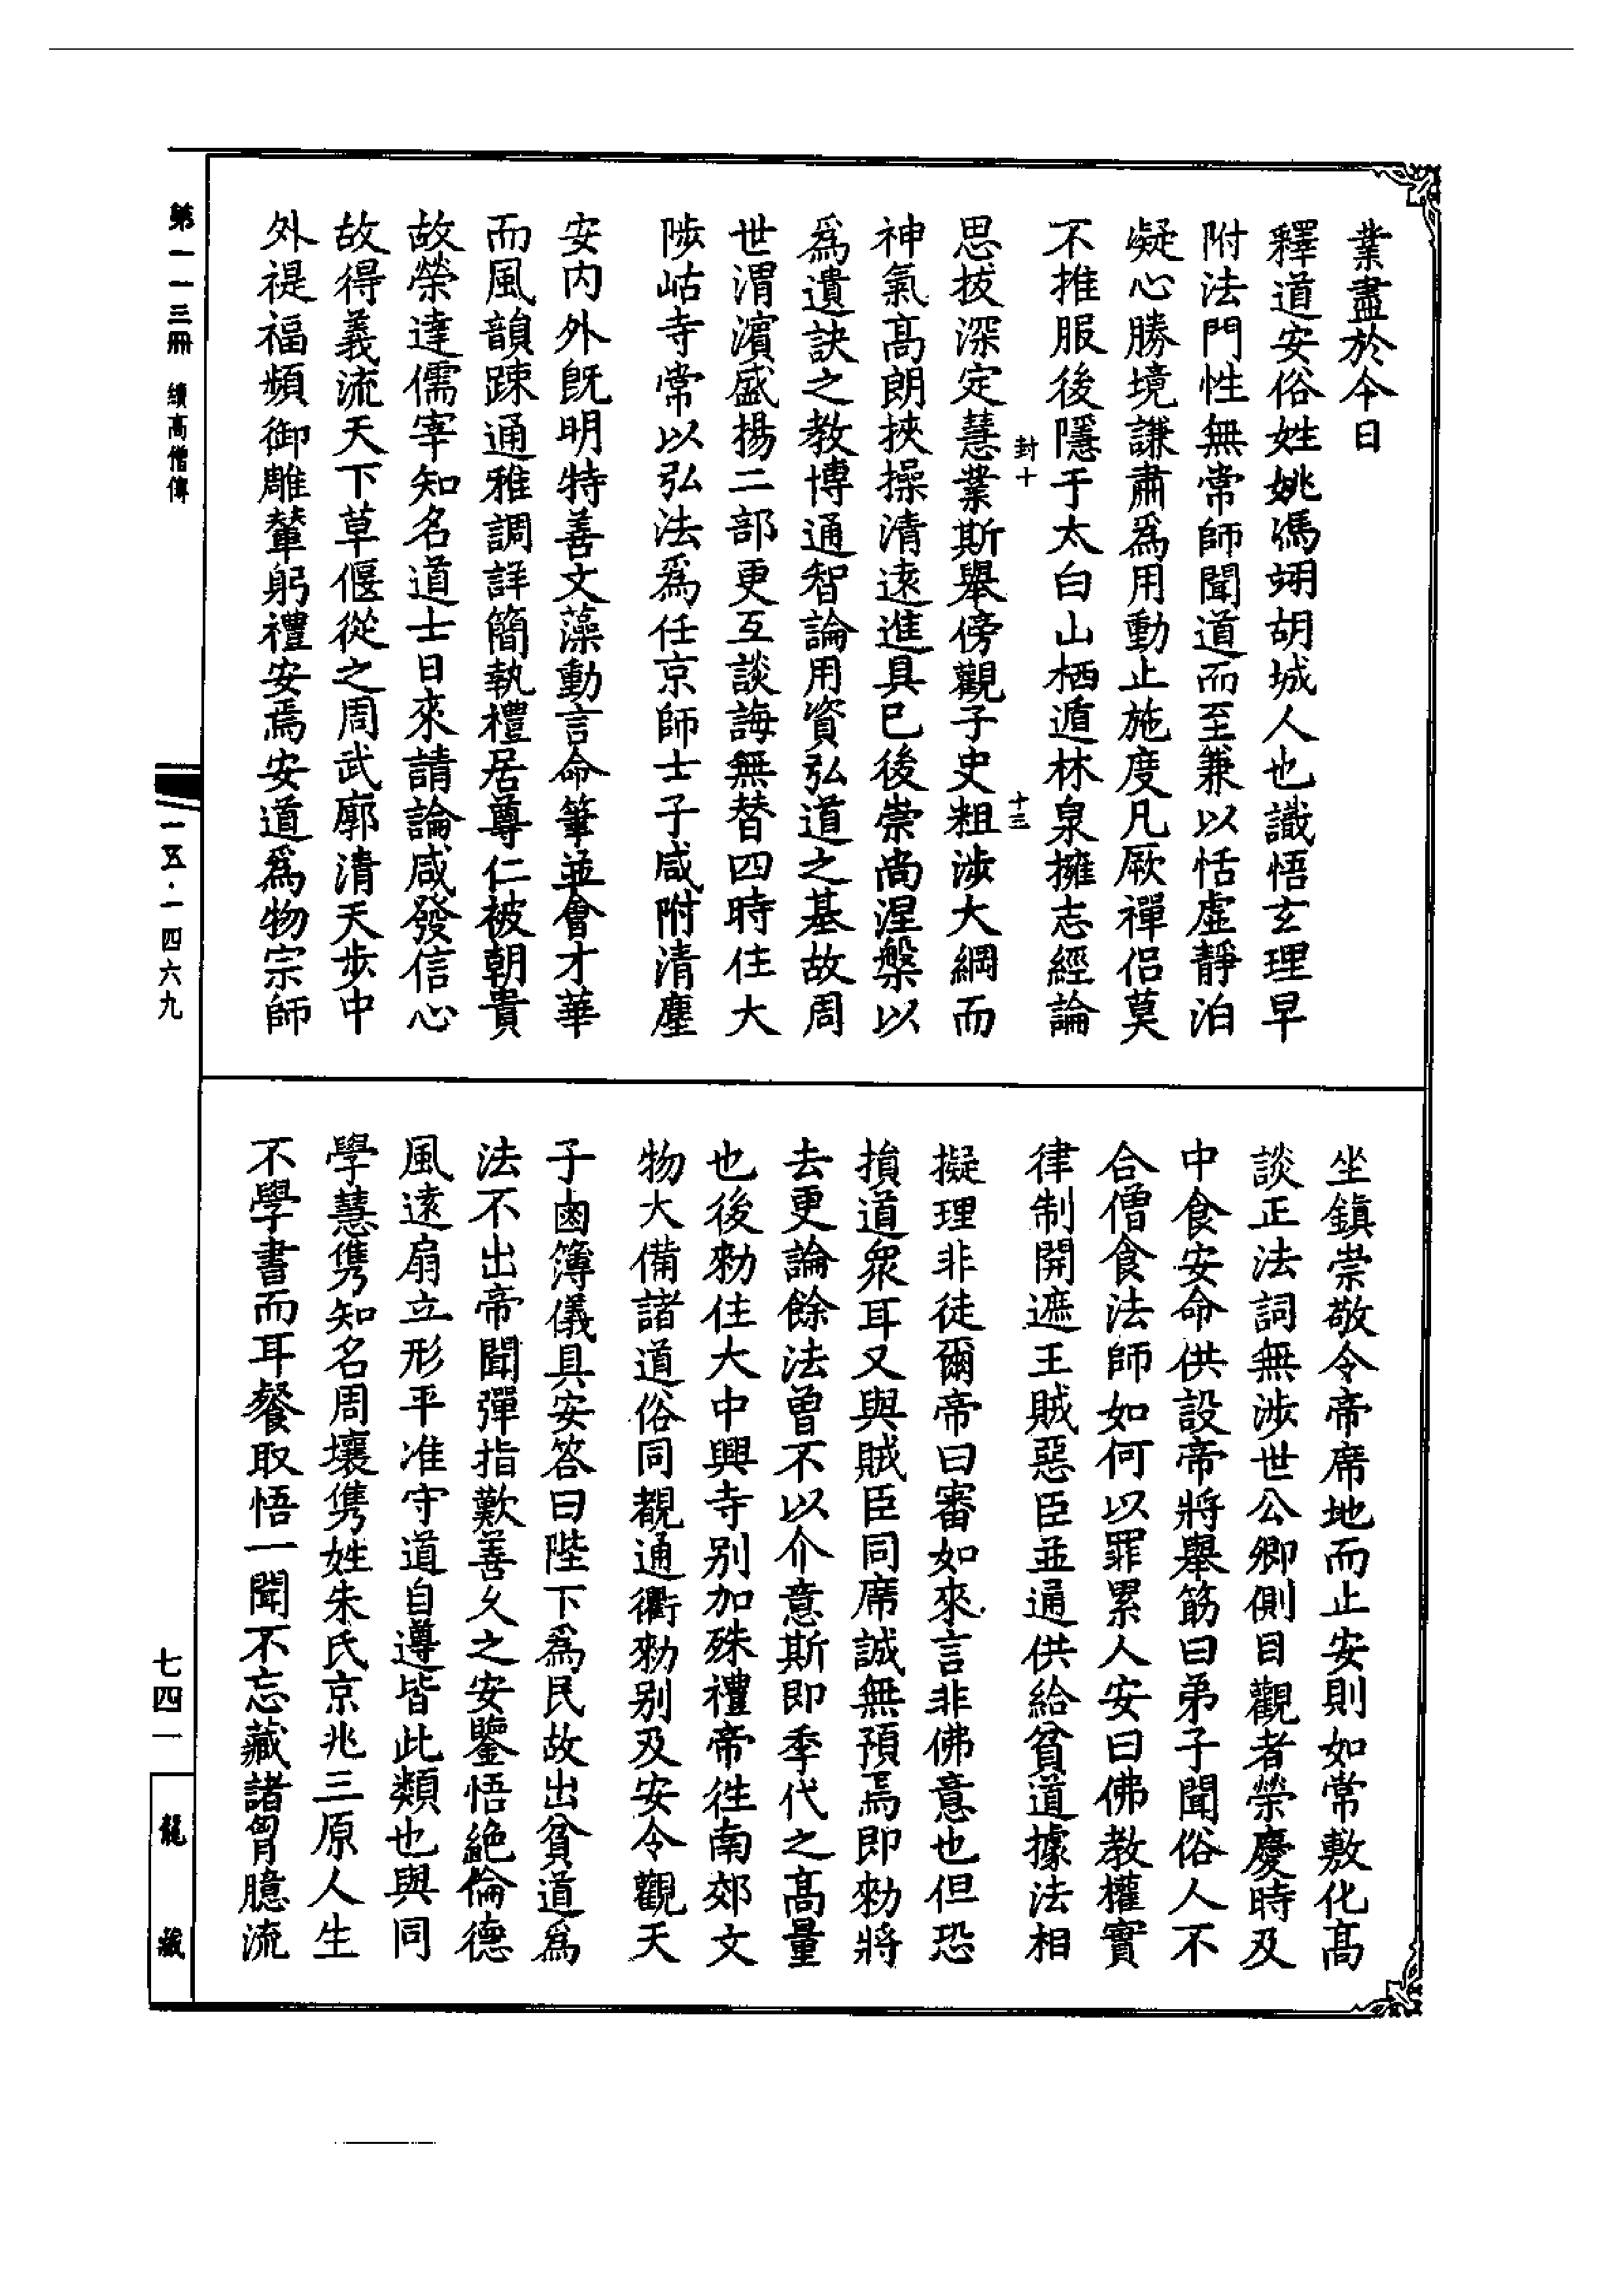 業盡於今日
釋道安俗姓姚馮翊胡城人也識悟玄理早
附法門性無常師聞道而至兼以恬虛靜泊
凝心勝境謙肅爲用動止施度凡厥禪侶莫
不推服後隱于太白山栖遁林泉擁志經論
封十
十三
思拔深定慧業斯舉傍觀子史粗涉大綱而
神氣高朗挾操清遠進具已後崇尚涅槃以
爲遺訣之教博通智論用資弘道之基故周
世渭濱盛揚二部更互談誨無替四時住大
陟岵寺常以弘法爲任京師士子咸附清塵
安内外旣明特善文藻動言命筆並會才華
而風韻踈通雅調詳簡執禮居尊仁被朝貴
故榮達儒宰知名道士日來請論咸發信心
故得義流天下草偃從之周武廓清天步中
外禔福頻御雕輦躬禮安焉安道爲物宗師
坐鎮崇敬令帝席地而止安則如常敷化高
談正法詞無涉世公卿側目觀者榮慶時及
中食安命供設帝將舉筯曰弟子聞俗人不
合僧食法師如何以罪累人安曰佛教權實
律制開遮王賊惡臣並通供給貧道據法相
擬理非徒爾帝曰審如來言非佛意也但恐
損道衆耳又與賊臣同席誠無預焉即勑將
去更論餘法曾不以介意斯即季代之高量
也後勑住大中興寺别加殊禮帝往南郊文
物大備諸道俗同覩通衢勑别及安令觀天
子鹵簿儀具安答曰陛下爲民故出貧道爲
法不出帝聞彈指歎善久之安鑒悟絶倫德
風遠扇立形平准守道自遵皆此類也與同
學慧雋知名周壤雋姓朱氏京兆三原人生
不學書而耳餐取悟一聞不忘藏諸胷臆流
第一一三冊 續高僧傳
一五·一四六九
七四一
龍藏